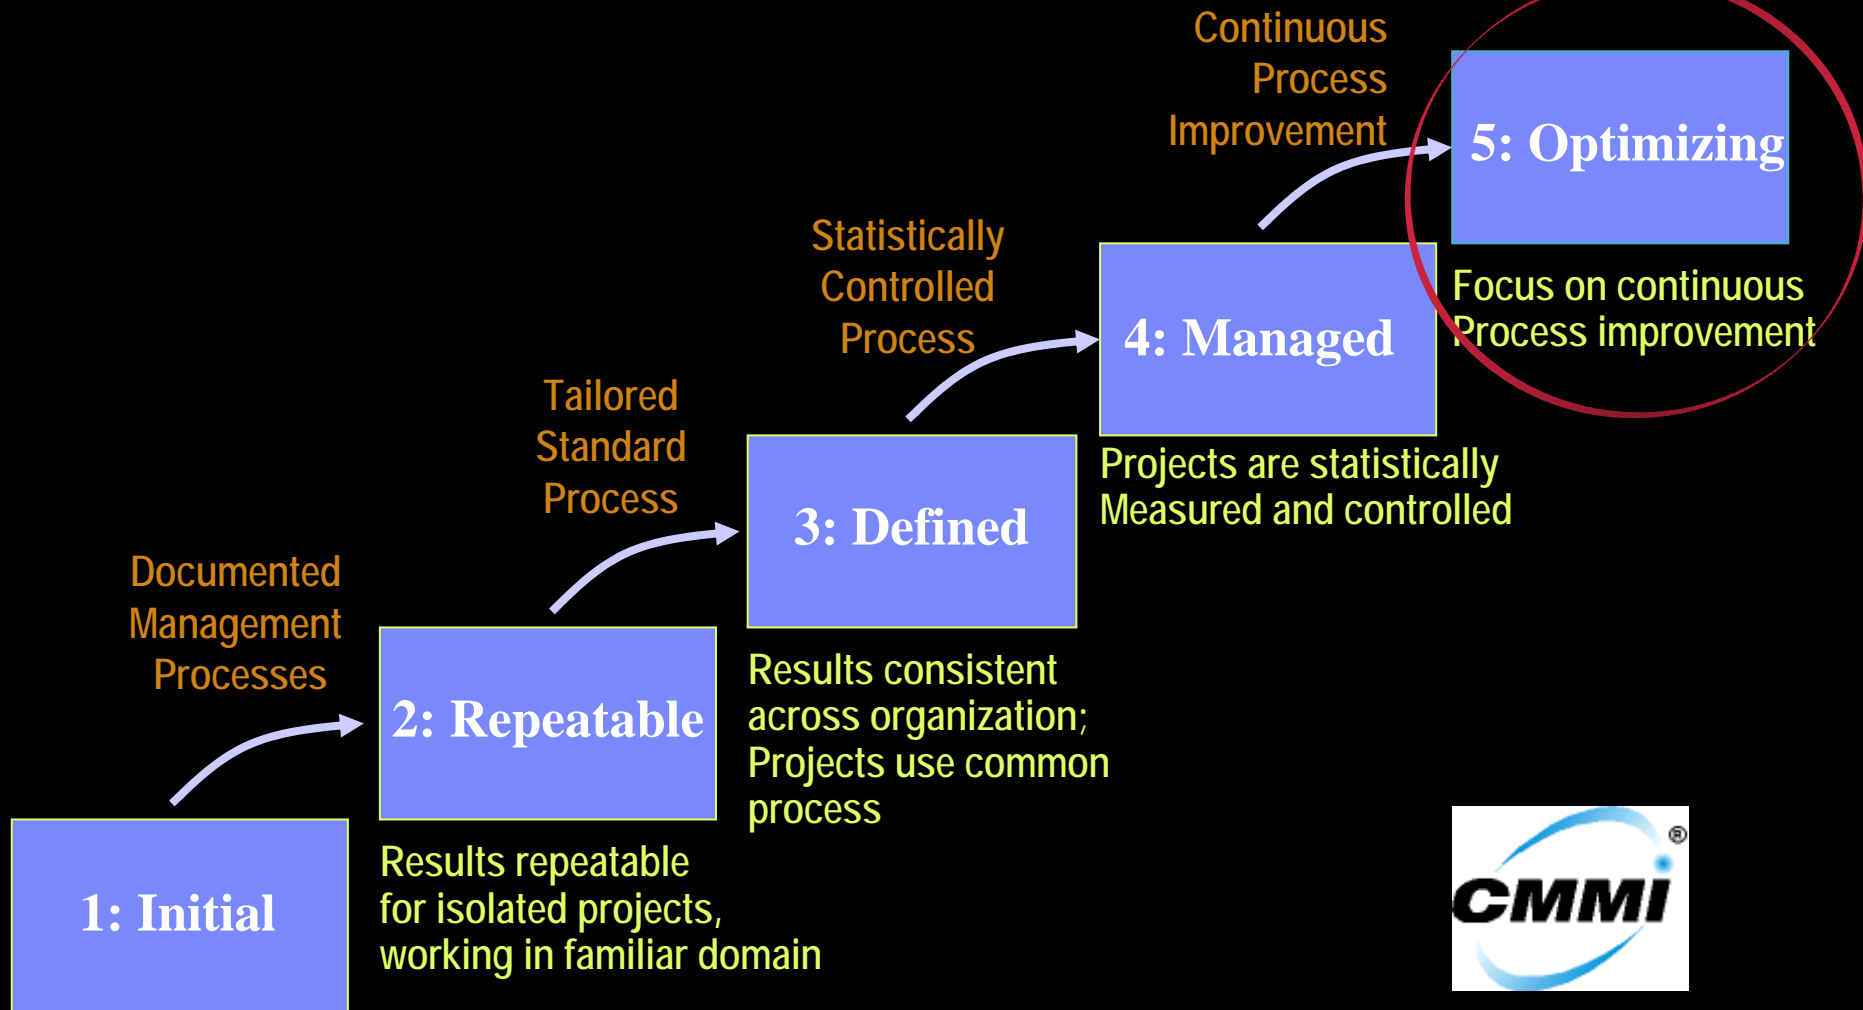 Continuous
Process
Improvement
5: Optimizing
Focus on continuous
Process improvement
Statistically
Controlled
Process
4: Managed
Projects are statistically
Measured and controlled
Tailored
Standard
Process
3: Defined
Results consistent
across organization;
Projects use common
process
Documented
Management
Processes
2: Repeatable
Results repeatable
for isolated projects,
working in familiar domain
1: Initial
CMMI®